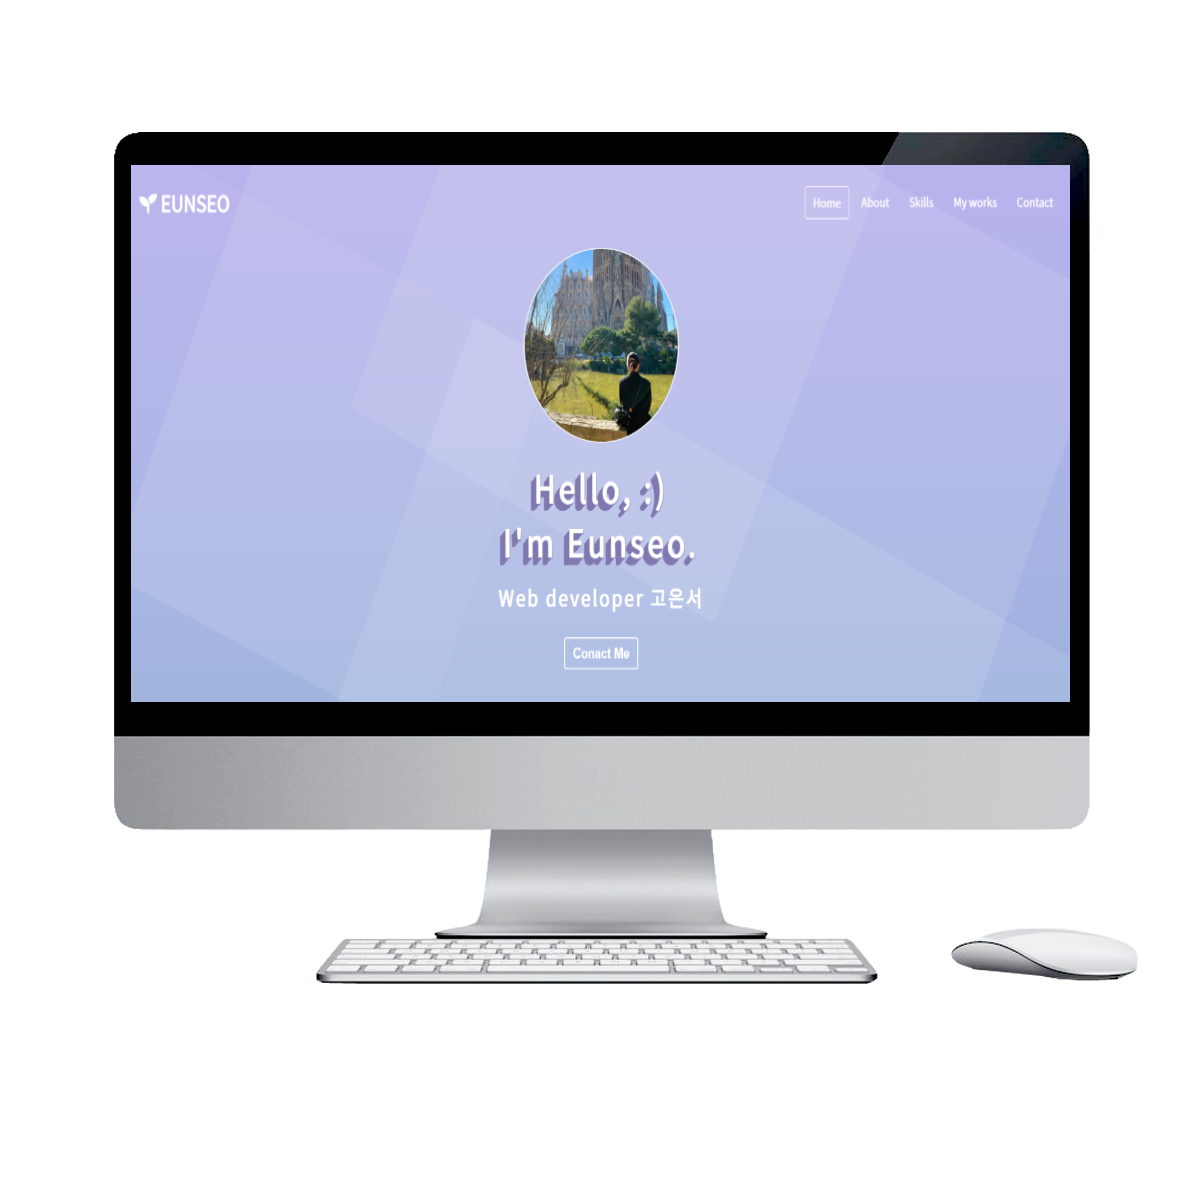 EUNSEO
Home About Skills My works Contact
Hello, :)
I'm Eunseo.
Web developer 고은서
Conact Me